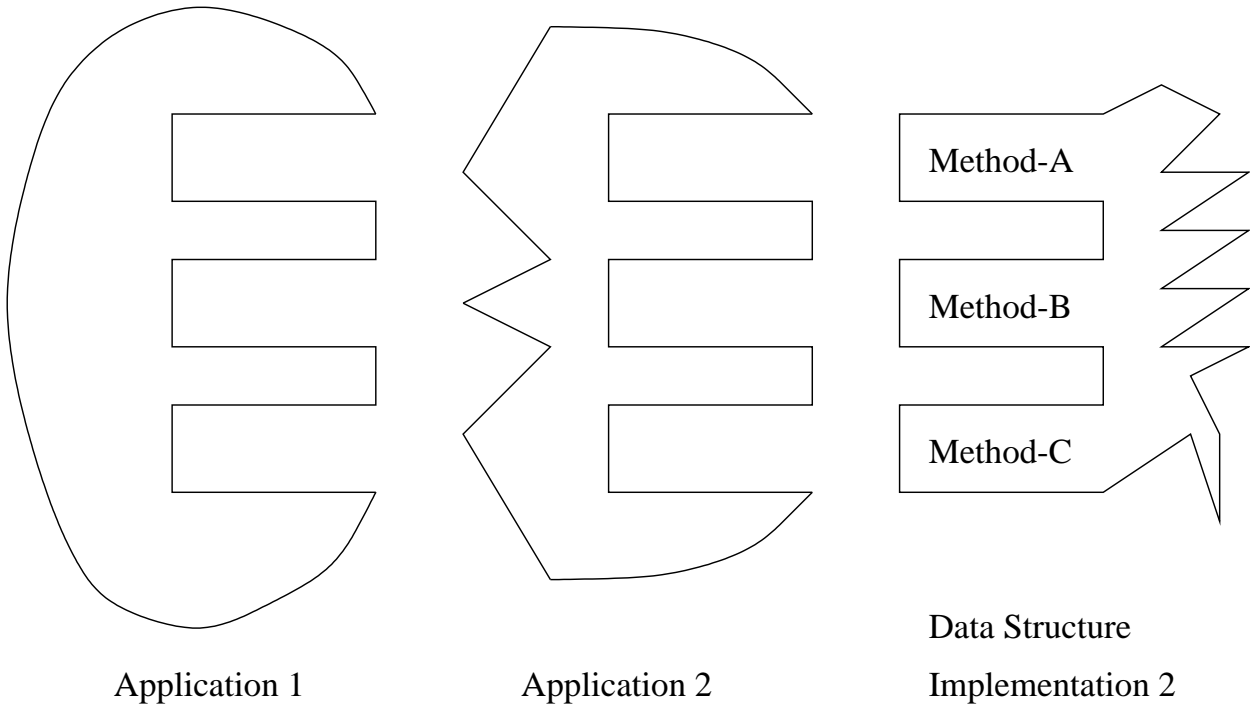 Method-A
Method-B
Method-C
Data Structure
Application 1
Application 2
Implementation 2